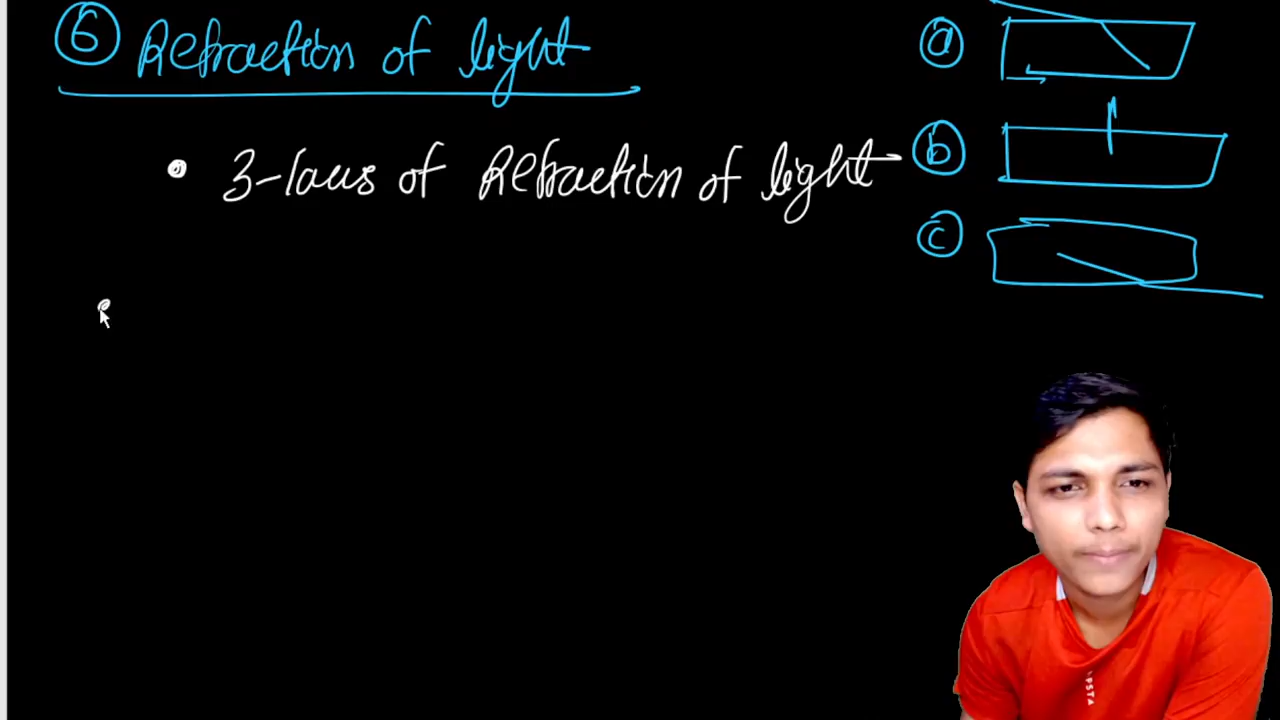 6 Refraction of light
• 3-laws of Refraction of light
a
b
c